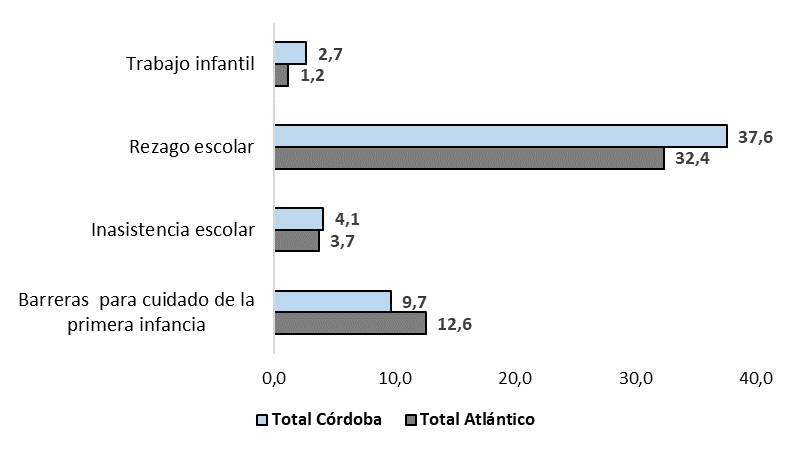 Trabajo infantil
2,7
1,2
Rezago escolar
37,6
32,4
Inasistencia escolar
4,1
3,7
Barreras  para cuidado de la
primera infancia
9,7
12,6
0,0 10,0 20,0 30,0 40,0
Total Córdoba Total Atlántico